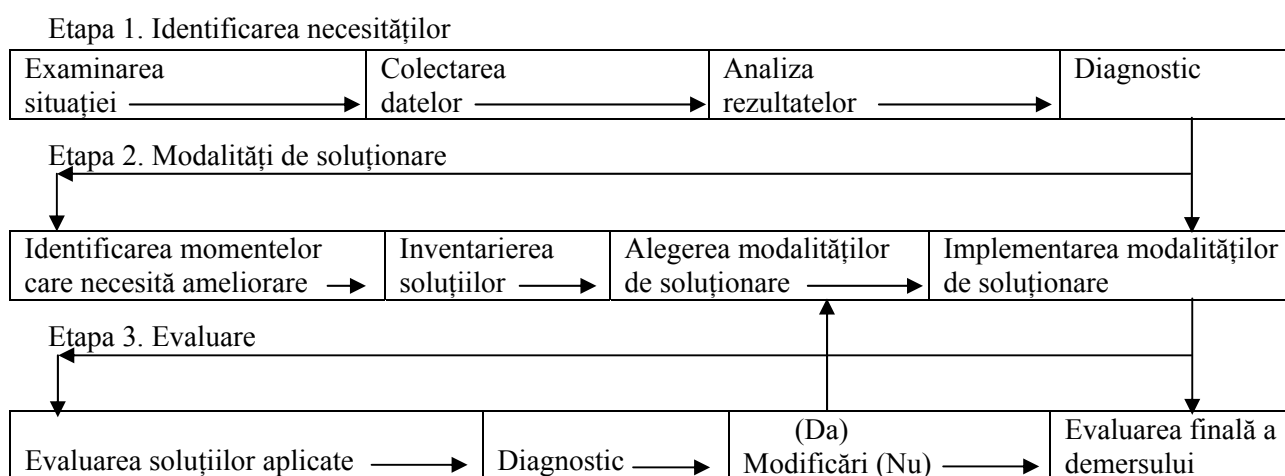 Etapa 1. Identificarea necesităților
Examinarea
situației
Colectarea
datelor
Analiza
rezultatelor
Diagnostic
Etapa 2. Modalități de soluționare
Identificarea momentelor
care necesită ameliorare
Inventarierea
soluțiilor
Alegerea modalităților
de soluționare
Implementarea modalităților
de soluționare
Etapa 3. Evaluare
Evaluarea soluțiilor aplicate
Diagnostic
(Da)
Modificări (Nu)
Evaluarea finală a
demersului